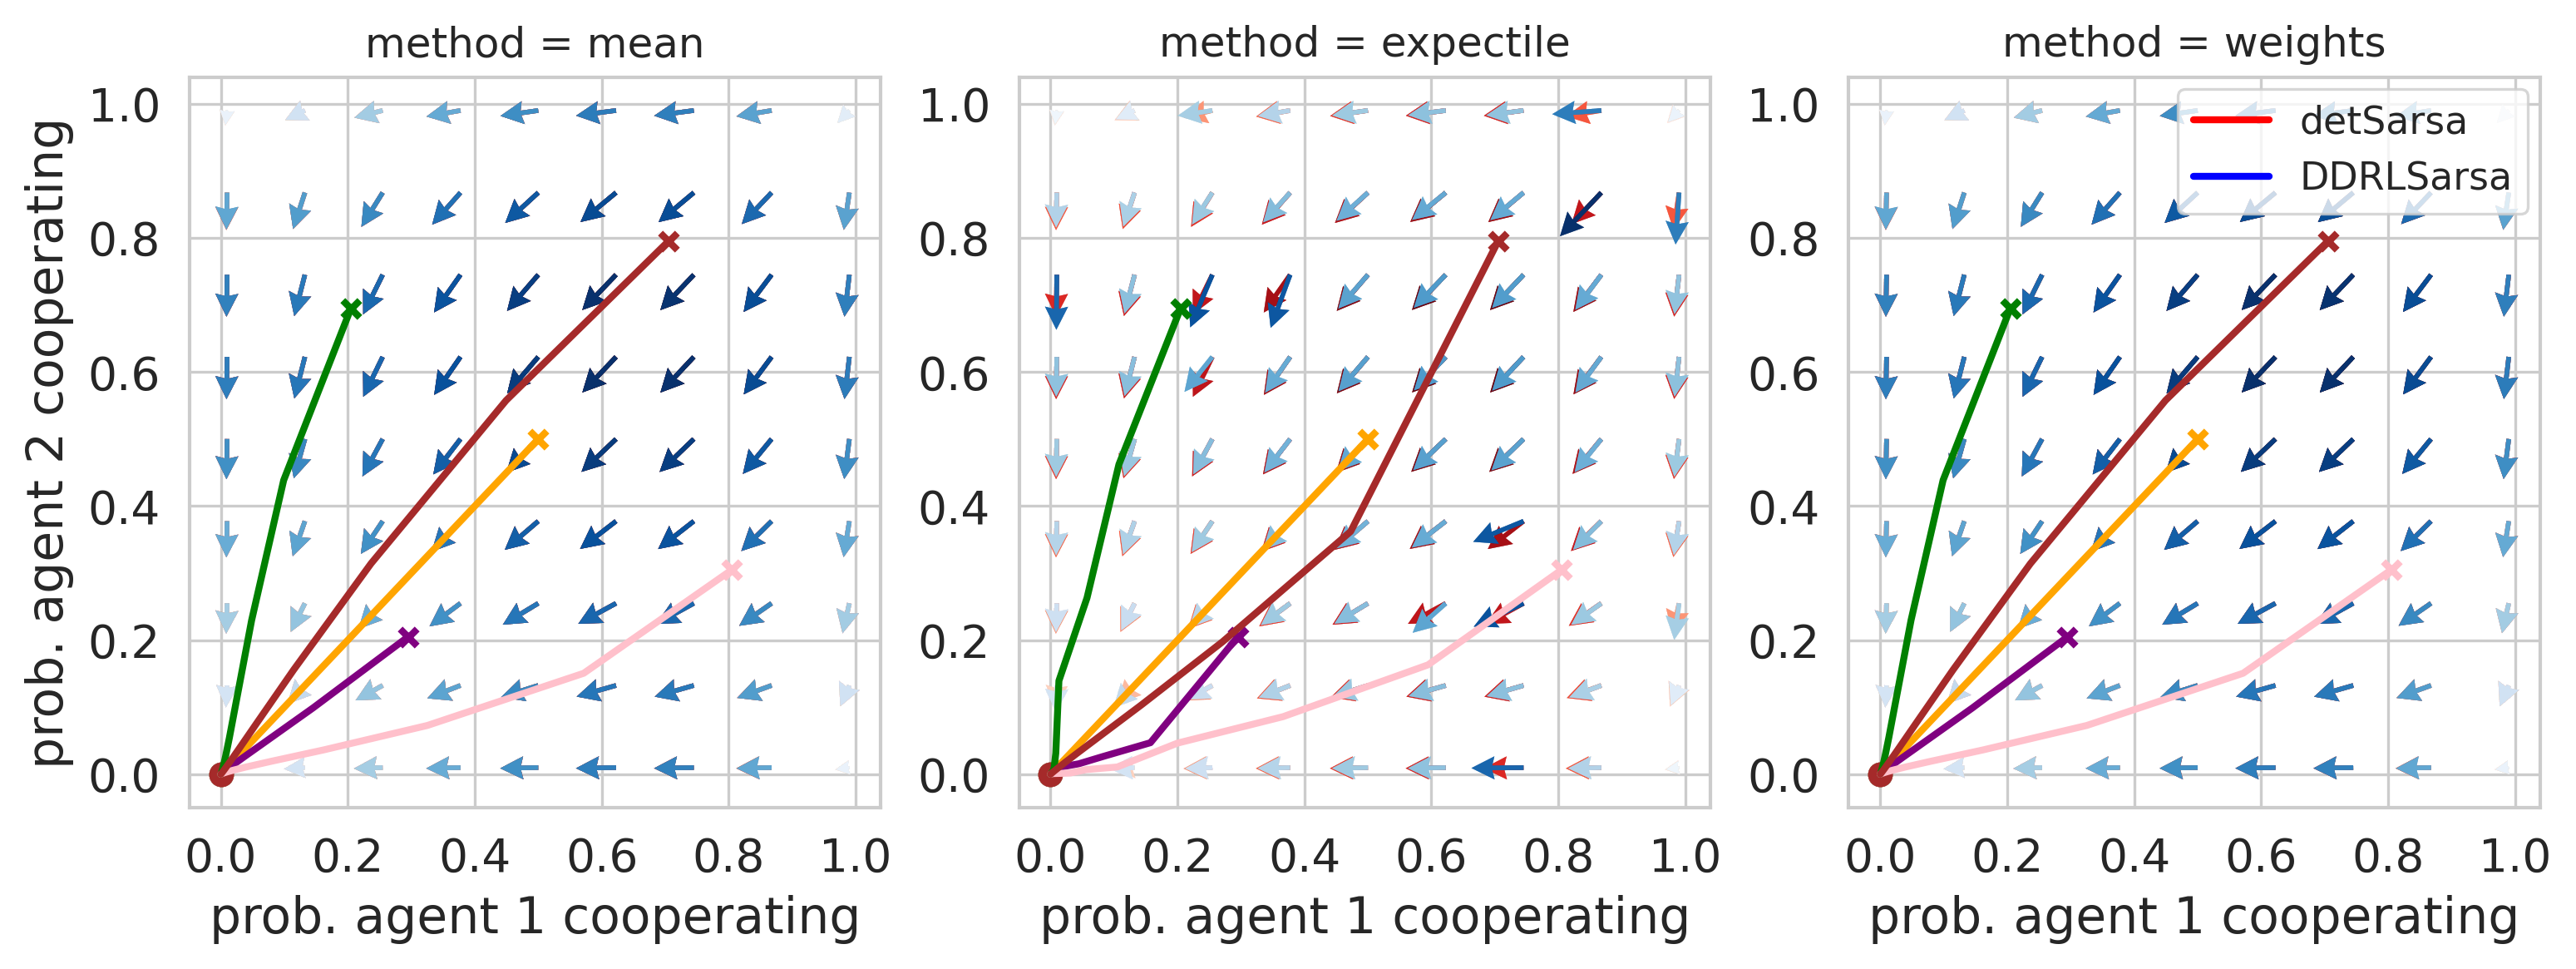 method = mean
method = expectile
method = weights
prob. agent 2 cooperating
1.0
0.8
0.6
0.4
0.2
0.0
0.0 0.2 0.4 0.6 0.8 1.0
prob. agent 1 cooperating
1.0
0.8
0.6
0.4
0.2
0.0
0.0 0.2 0.4 0.6 0.8 1.0
prob. agent 1 cooperating
1.0
0.8
0.6
0.4
0.2
0.0
0.0 0.2 0.4 0.6 0.8 1.0
prob. agent 1 cooperating
detSarsa
DDRLSarsa